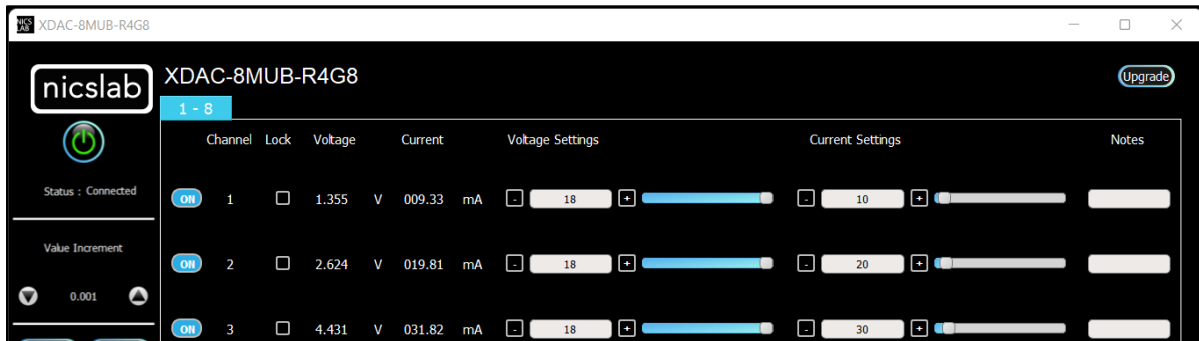 NICS LAB XDAC-8MUB-R4G8
nicslab
XDAC-8MUB-R4G8
Upgrade
1 - 8
Channel Lock Voltage Current Voltage Settings Current Settings Notes
Status : Connected
ON 1 1.355 V 009.33 mA - 18 + - 10 +
Value Increment
ON 2 2.624 V 019.81 mA - 18 + - 20 +
0.001
ON 3 4.431 V 031.82 mA - 18 + - 30 +